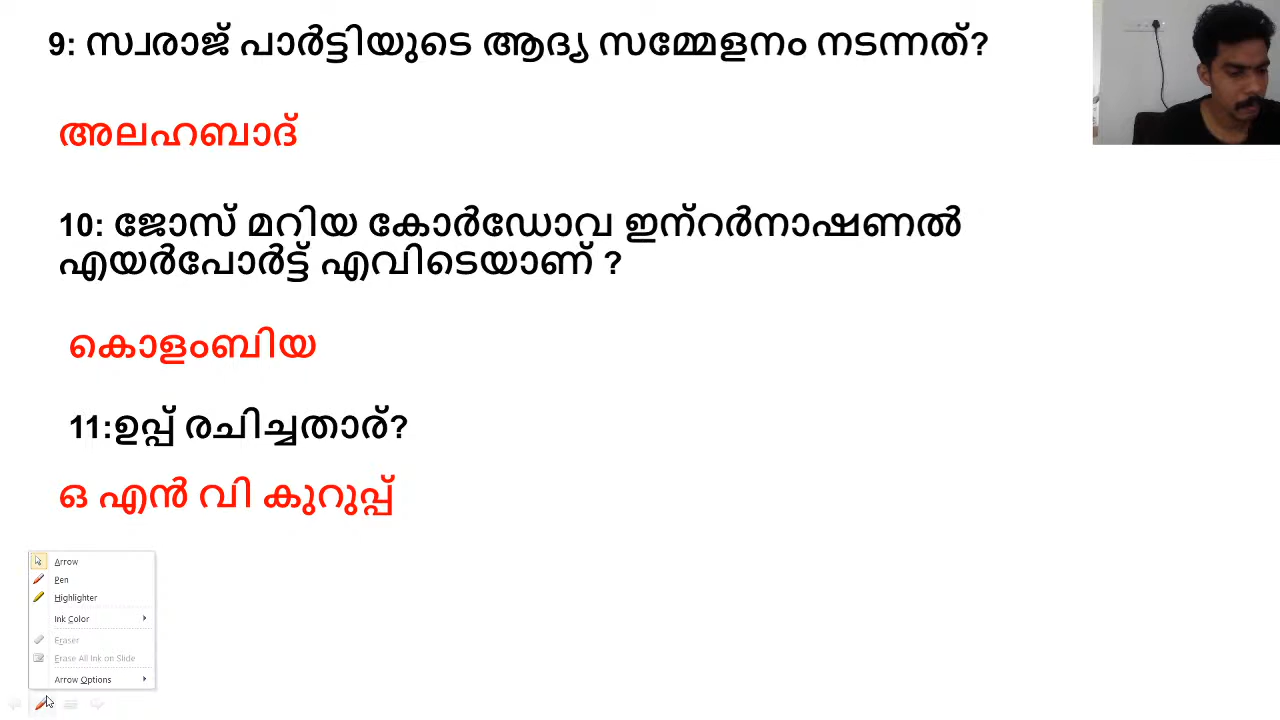 9: സ്വരാജ് പാർട്ടിയുടെ ആദ്യ സമ്മേളനം നടന്നത്?
അലഹബാദ്
10: ജോസ് മറിയ കോർഡോവ ഇന്റർനാഷണൽ
എയർപോർട്ട് എവിടെയാണ് ?
കൊളംബിയ
11:ഉപ്പ് രചിച്ചതാര്?
ഒ എൻ വി കുറുപ്പ്
Arrow
Pen
Highlighter
Ink Color
Eraser
Erase All Ink on Slide
Arrow Options